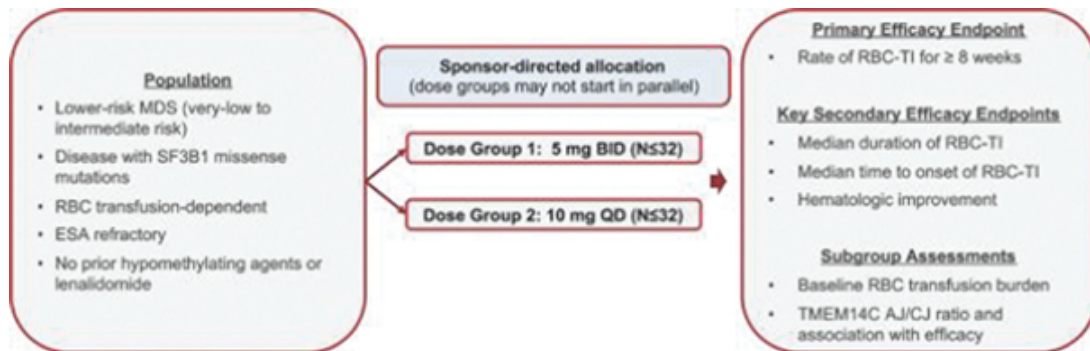 Population
• Lower-risk MDS (very-low to
intermediate risk)
• Disease with SF3B1 missense
mutations
• RBC transfusion-dependent
• ESA refractory
• No prior hypomethylating agents or
lenalidomide
Sponsor-directed allocation
(dose groups may not start in parallel)
Dose Group 1: 5 mg BID (N≤32)
Dose Group 2: 10 mg QD (N≤32)
Primary Efficacy Endpoint
• Rate of RBC-TI for ≥ 8 weeks
Key Secondary Efficacy Endpoints
• Median duration of RBC-TI
• Median time to onset of RBC-TI
• Hematologic improvement
Subgroup Assessments
• Baseline RBC transfusion burden
• TMEM14C AJ/CJ ratio and
association with efficacy